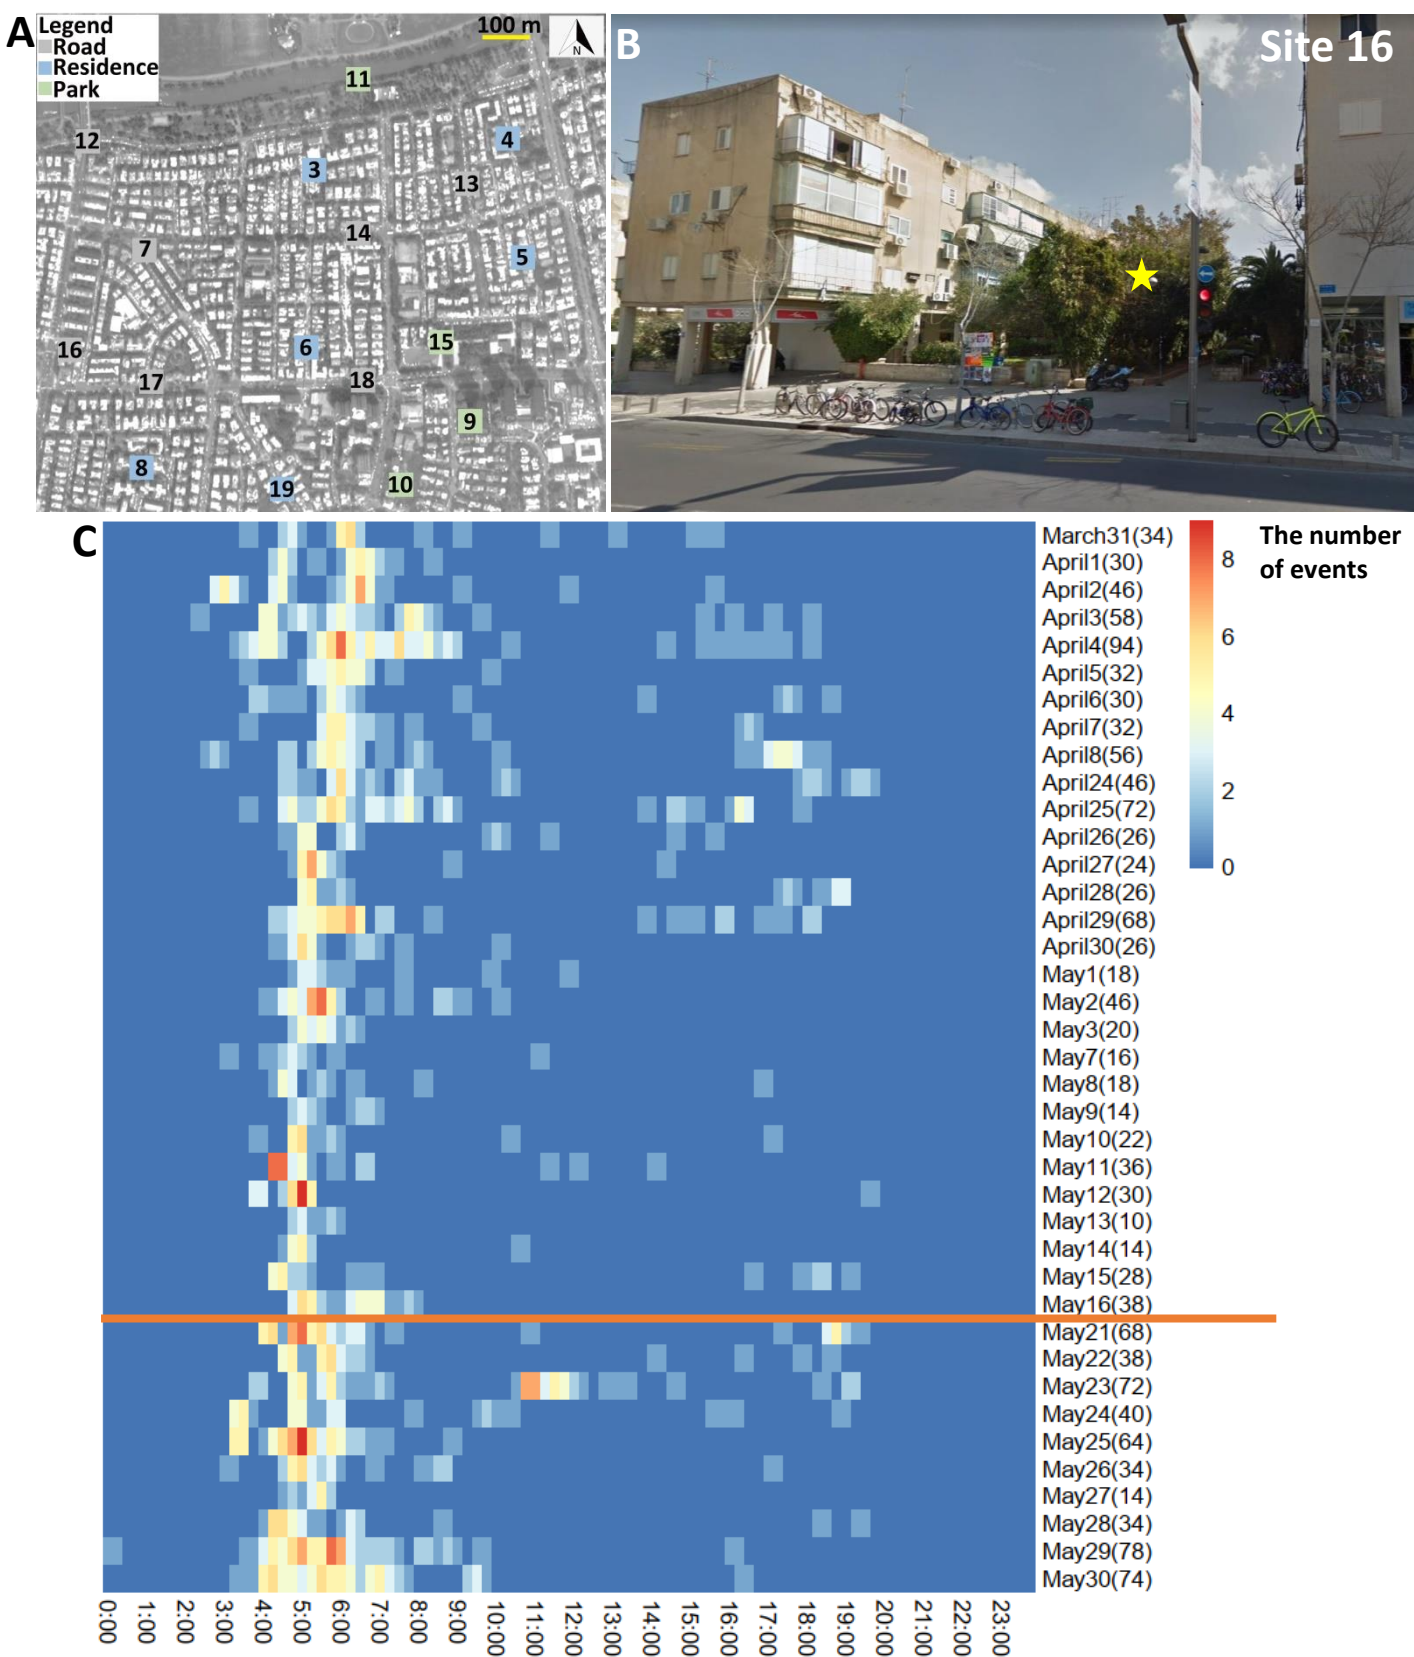 A
Legend
Road
Residence
Park
100 m
N
11
12
4
3
13
14
7
5
15
6
16
17
18
9
8
19
10
B
Site 16
C
March31(34)
April1(30)
April2(46)
April3(58)
April4(94)
April5(32)
April6(30)
April7(32)
April8(56)
April24(46)
April25(72)
April26(26)
April27(24)
April28(26)
April29(68)
April30(26)
May1(18)
May2(46)
May3(20)
May7(16)
May8(18)
May9(14)
May10(22)
May11(36)
May12(30)
May13(10)
May14(14)
May15(28)
May16(38)
May21(68)
May22(38)
May23(72)
May24(40)
May25(64)
May26(34)
May27(14)
May28(34)
May29(78)
May30(74)
The number
of events
8
6
4
2
0
0:00
1:00
2:00
3:00
4:00
5:00
6:00
7:00
8:00
9:00
10:00
11:00
12:00
13:00
14:00
15:00
16:00
17:00
18:00
19:00
20:00
21:00
22:00
23:00